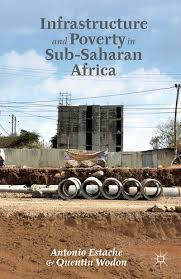 Infrastructure
and Poverty in
Sub-Saharan
Africa
Antonio Estache
& Quentin Wodon